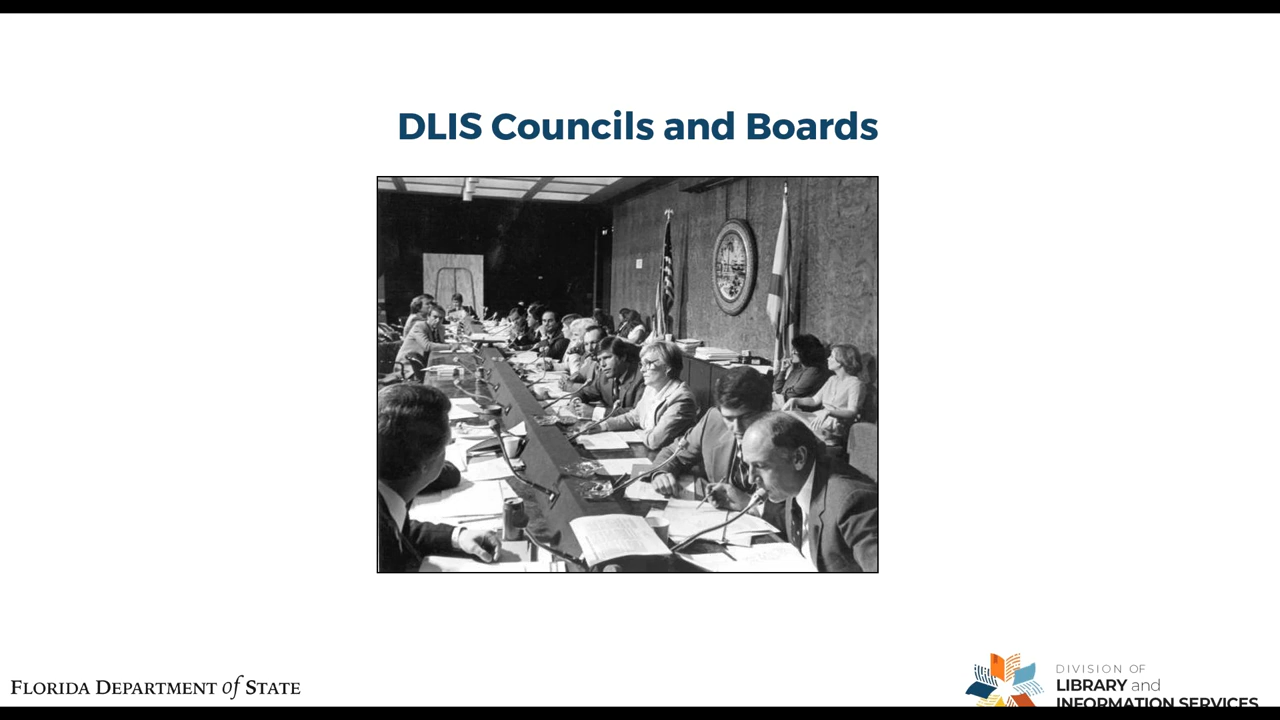 DLIS Councils and Boards
FLORIDA DEPARTMENT of STATE
DIVISION OF
LIBRARY and
INFORMATION SERVICES